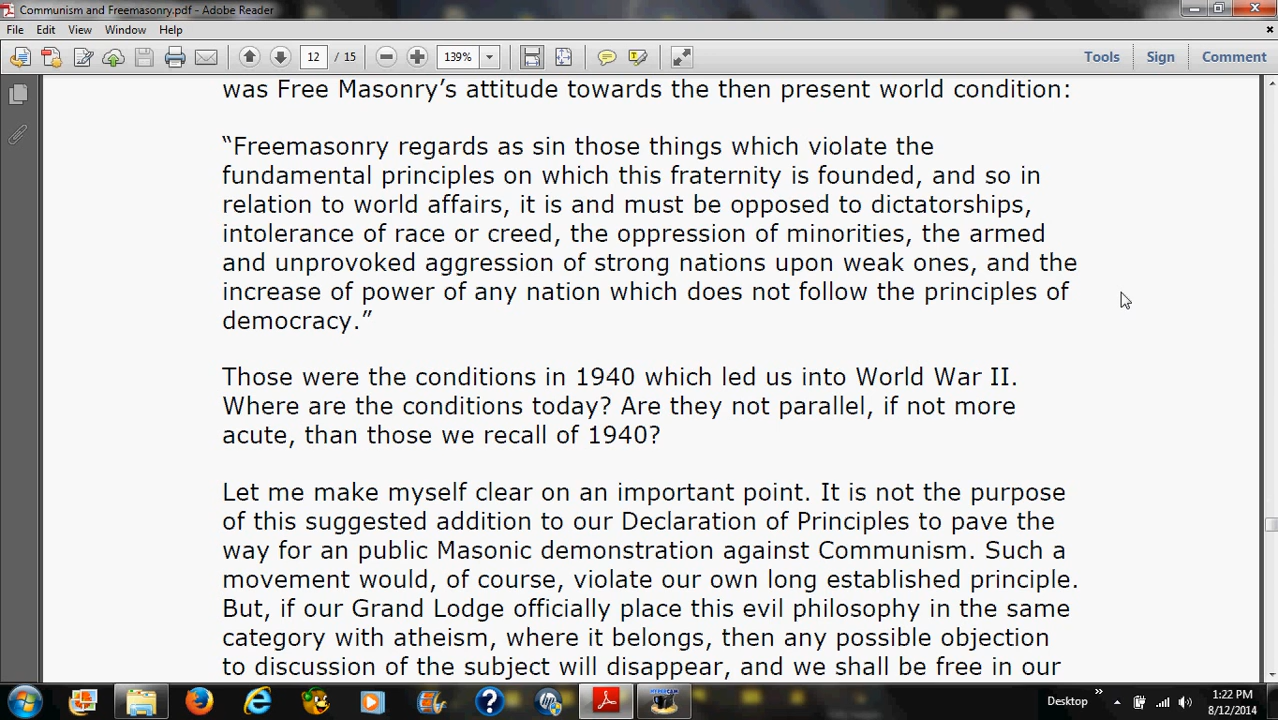 Communism and Freemasonry.pdf - Adobe Reader
File Edit View Window Help
12 / 15 139% Tools Sign Comment
was Free Masonry’s attitude towards the then present world condition:
“Freemasonry regards as sin those things which violate the
fundamental principles on which this fraternity is founded, and so in
relation to world affairs, it is and must be opposed to dictatorships,
intolerance of race or creed, the oppression of minorities, the armed
and unprovoked aggression of strong nations upon weak ones, and the
increase of power of any nation which does not follow the principles of
democracy.”
Those were the conditions in 1940 which led us into World War II.
Where are the conditions today? Are they not parallel, if not more
acute, than those we recall of 1940?
Let me make myself clear on an important point. It is not the purpose
of this suggested addition to our Declaration of Principles to pave the
way for an public Masonic demonstration against Communism. Such a
movement would, of course, violate our own long established principle.
But, if our Grand Lodge officially place this evil philosophy in the same
category with atheism, where it belongs, then any possible objection
to discussion of the subject will disappear, and we shall be free in our
Desktop
1:22 PM
8/12/2014